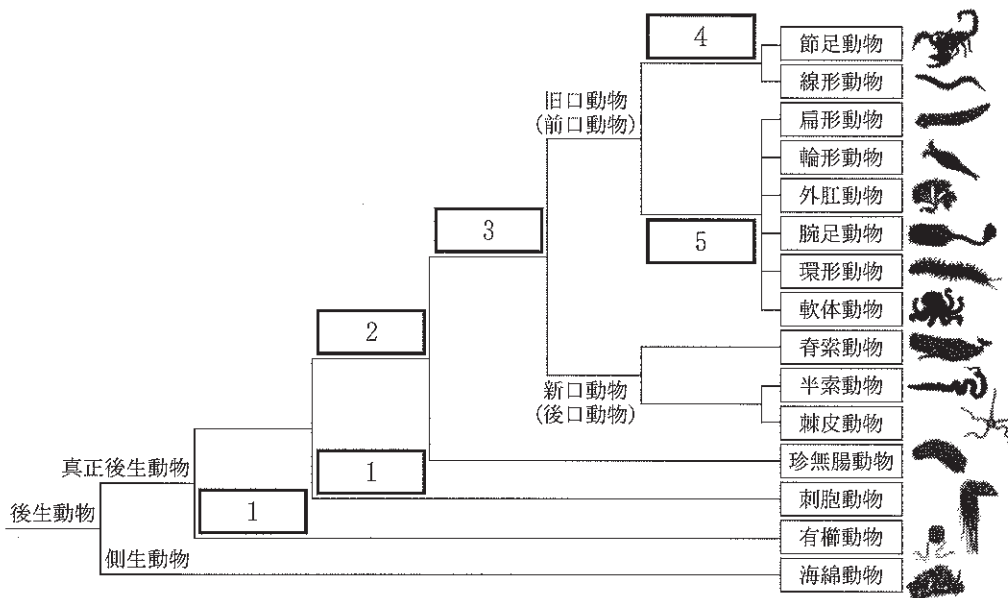 4
節足動物
線形動物
旧口動物
(前口動物)
扁形動物
輪形動物
外肛動物
3
5
腕足動物
環形動物
軟体動物
2
脊索動物
新口動物
(後口動物)
半索動物
棘皮動物
真正後生動物
1
珍無腸動物
刺胞動物
後生動物
1
有櫛動物
側生動物
海綿動物